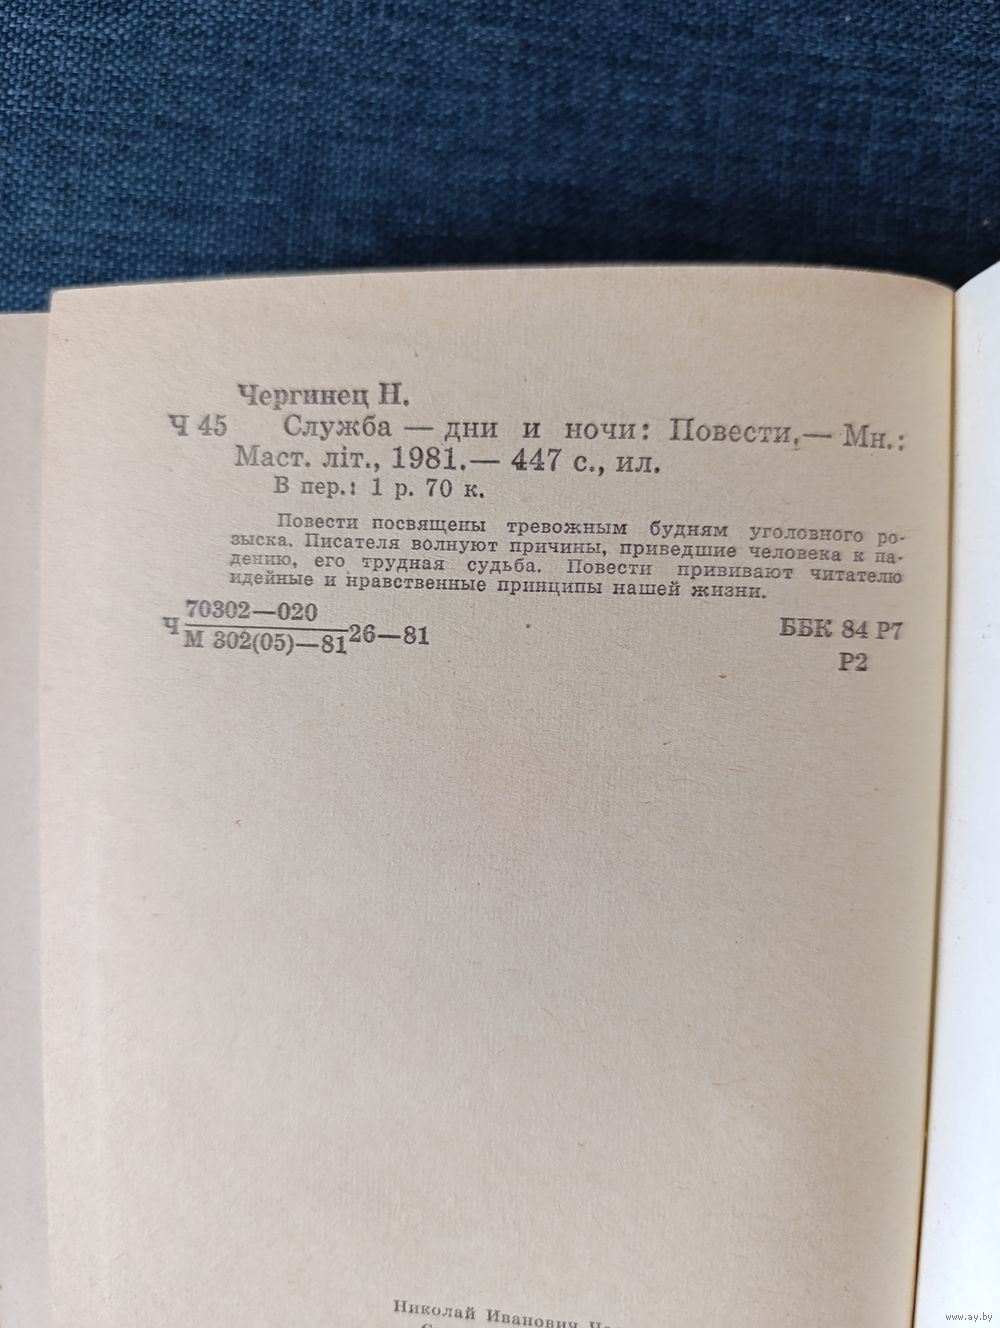 Чергинец Н.
Ч 45 Служба — дни и ночи: Повести.— Мн.:
Маст. літ., 1981.— 447 с., ил.
В пер.: 1 р. 70 к.
Повести посвящены тревожным будням уголовного ро-
зыска. Писателя волнуют причины, приведшие человека к па-
дению, его трудная судьба. Повести прививают читателю
идейные и нравственные принципы нашей жизни.
Ч 70302—020
М 302(05)—81 26—81
ББК 84 Р7
Р2
Николай Иванович
www.ay.by